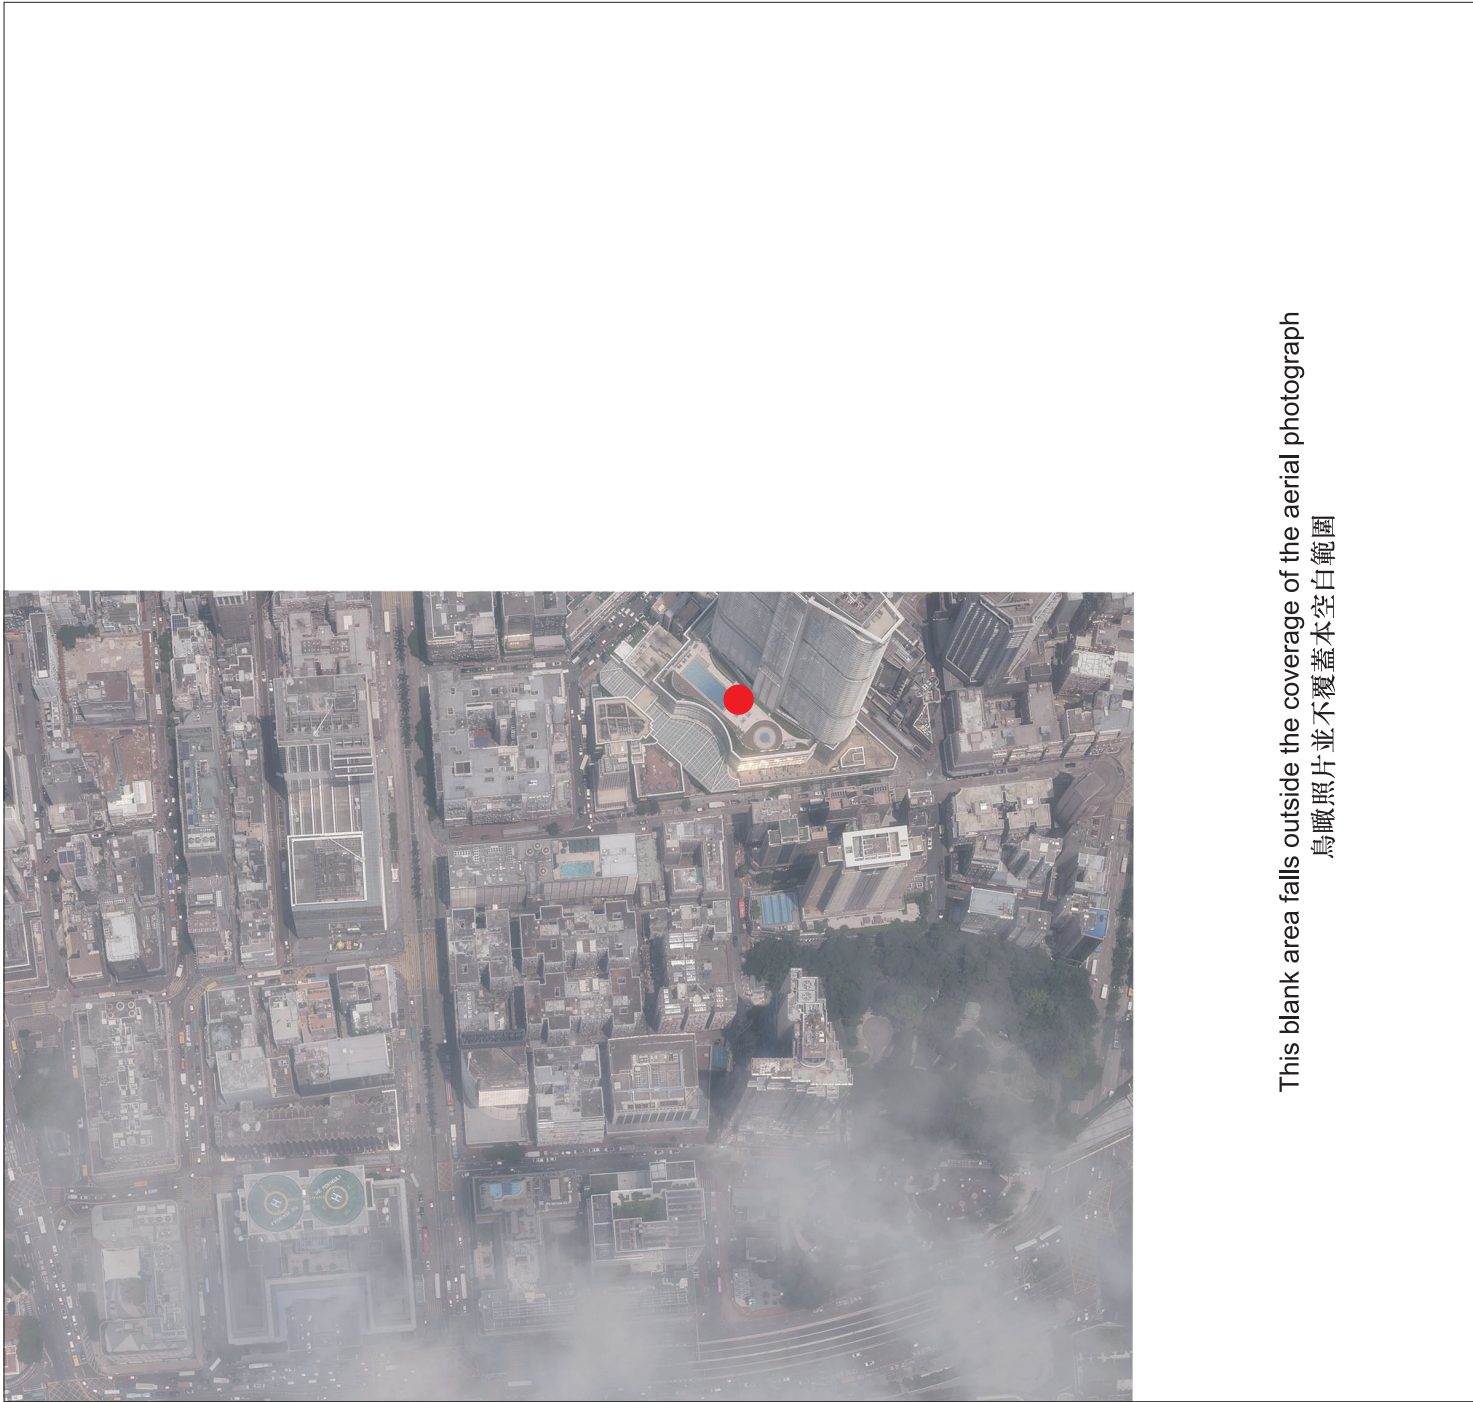 This blank area falls outside the coverage of the aerial photograph
鳥瞰照片並不覆蓋本空白範圍
H
H